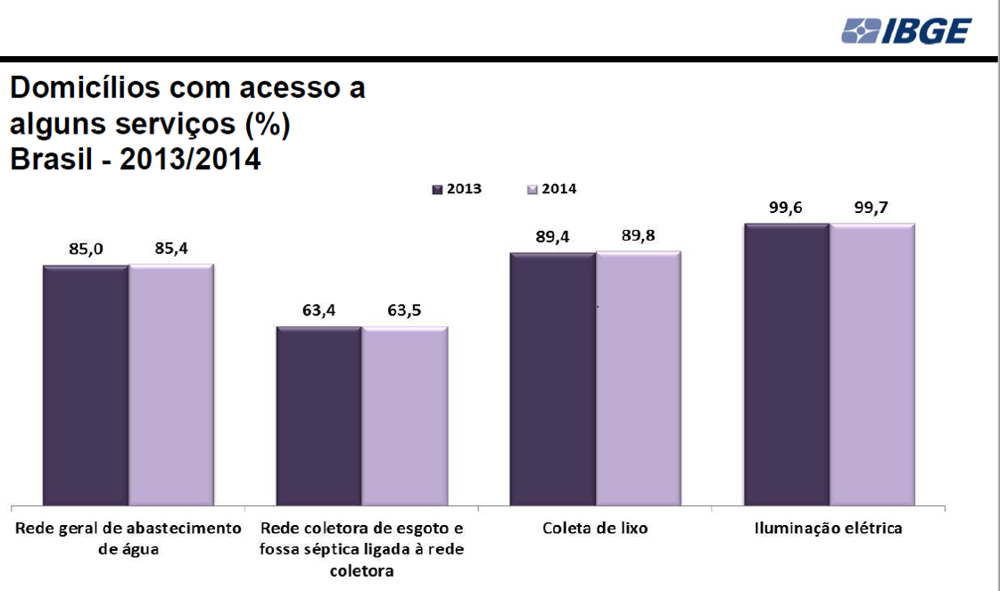 IBGE
Domicílios com acesso a
alguns serviços (%)
Brasil - 2013/2014
2013
2014
85,0
85,4
63,4
63,5
89,4
89,8
99,6
99,7
Rede geral de abastecimento
de água
Rede coletora de esgoto e
fossa séptica ligada à rede
coletora
Coleta de lixo
Iluminação elétrica